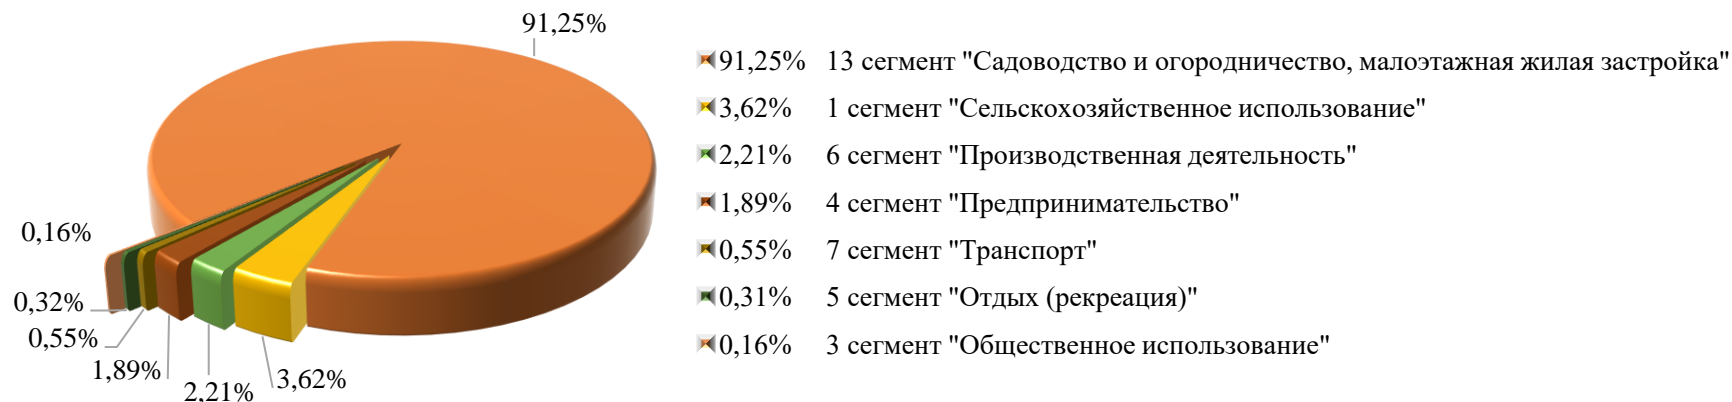 91,25%
0,16%
0,32%
0,55%
1,89%
2,21%
3,62%
91,25% 13 сегмент "Садоводство и огородничество, малоэтажная жилая застройка"
3,62% 1 сегмент "Сельскохозяйственное использование"
2,21% 6 сегмент "Производственная деятельность"
1,89% 4 сегмент "Предпринимательство"
0,55% 7 сегмент "Транспорт"
0,31% 5 сегмент "Отдых (рекреация)"
0,16% 3 сегмент "Общественное использование"